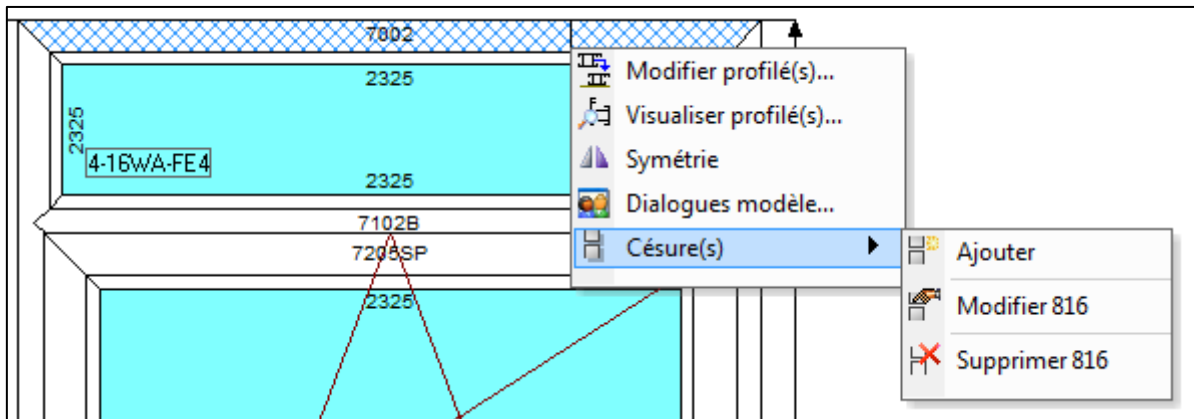 7802
2325
2325
4-16WA-FE4
2325
7102B
7205SP
2325
Modifier profilé(s)...
Visualiser profilé(s)...
Symétrie
Dialogues modèle...
Césure(s)
Ajouter
Modifier 816
Supprimer 816